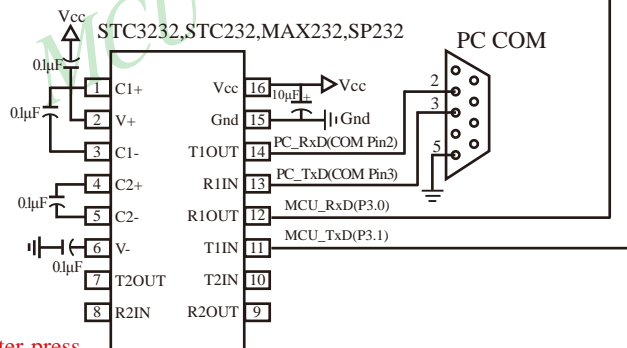 Vcc
STC3232,STC232,MAX232,SP232
PC COM
MCU
0.1µF
0.1µF
1 C1+ Vcc 16 Vcc
10µF +
2 V+ Gnd 15 Gnd
3 C1- T1OUT 14 PC_RxD(COM Pin2)
4 C2+ R1IN 13 PC_TxD(COM Pin3)
0.1µF
5 C2- R1OUT 12 MCU_RxD(P3.0)
6 V- T1IN 11 MCU_TxD(P3.1)
0.1µF
7 T2OUT T2IN 10
8 R2IN R2OUT 9
2
3
5
press